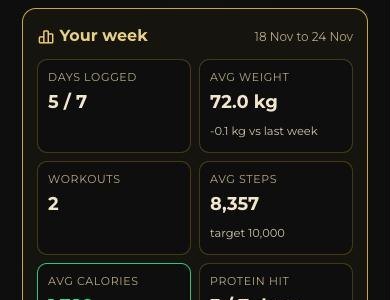 Your week
18 Nov to 24 Nov
DAYS LOGGED
5 / 7
AVG WEIGHT
72.0 kg
-0.1 kg vs last week
WORKOUTS
2
AVG STEPS
8,357
target 10,000
AVG CALORIES
PROTEIN HIT